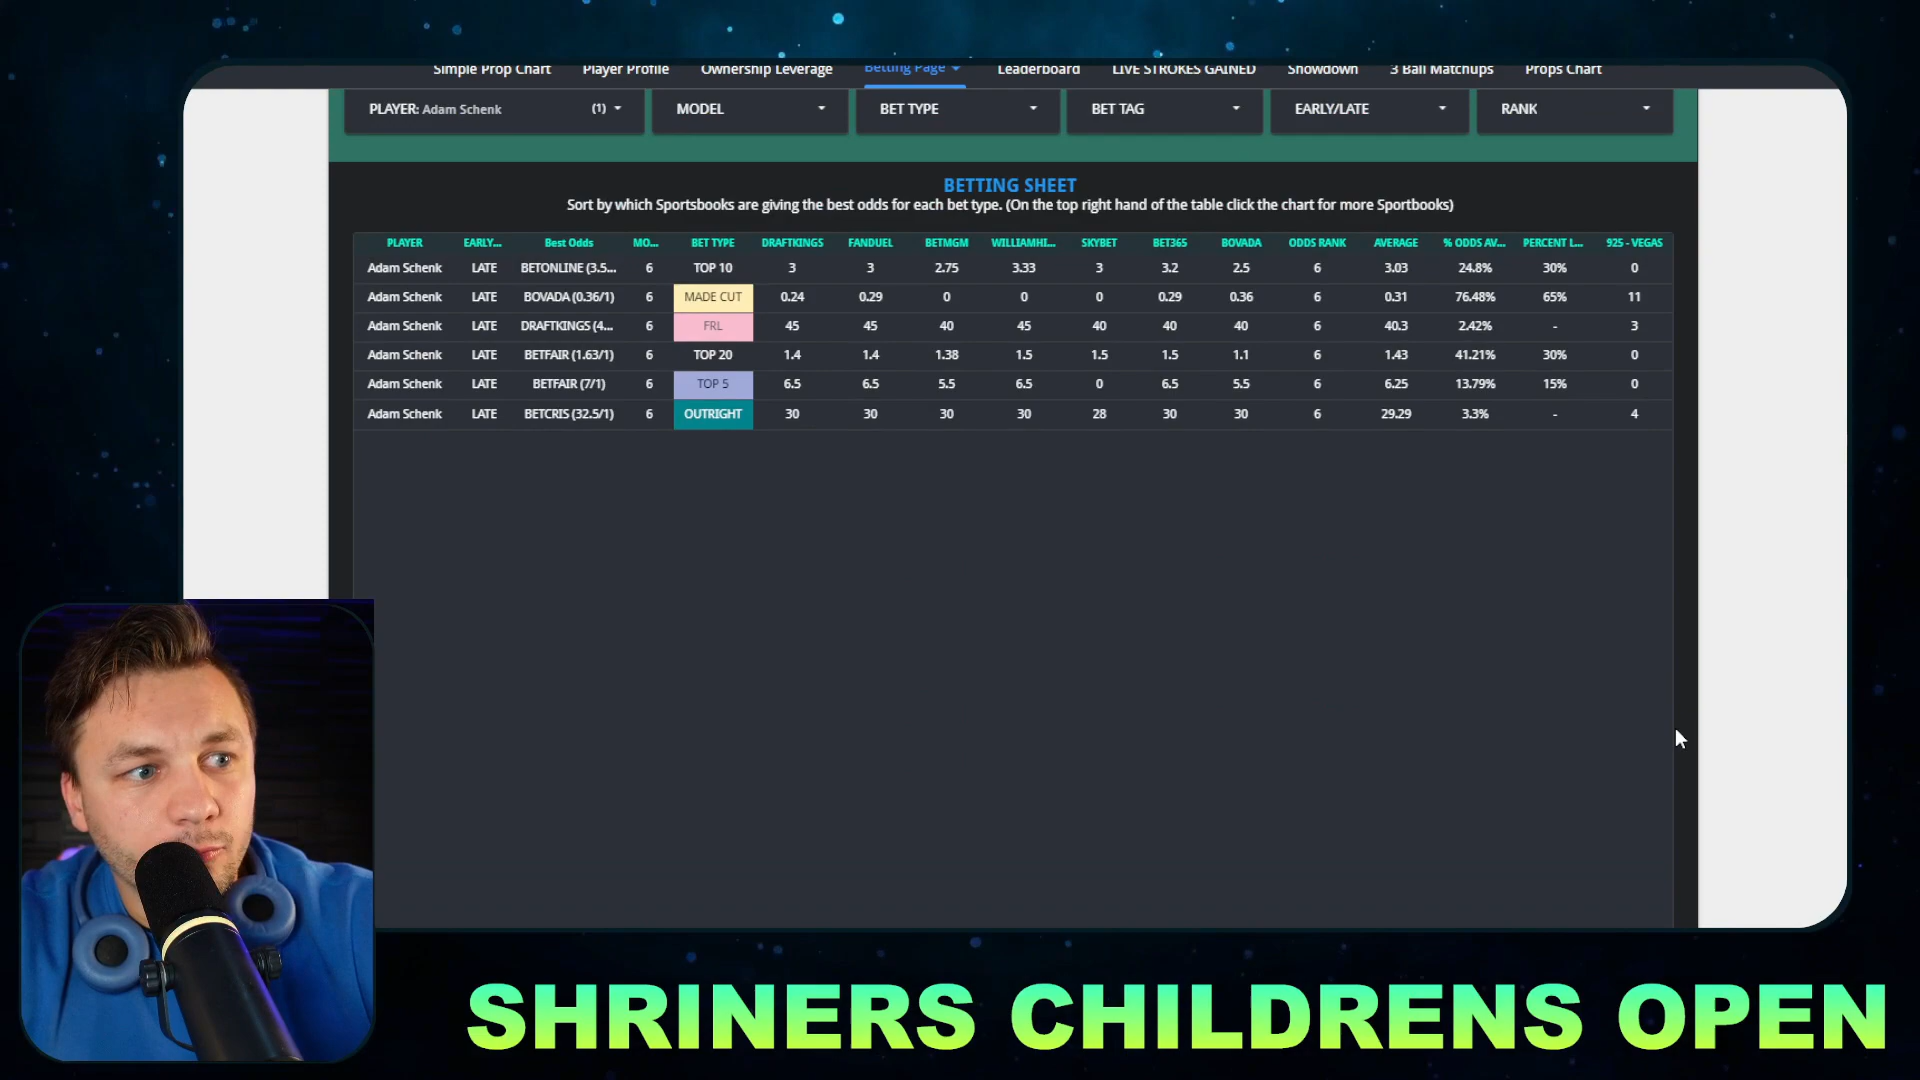 Simple Prop Chart Player Profile Ownership Leverage Betting Page Leaderboard LIVE STROKES GAINED Showdown 3 Ball Matchups Props Chart
PLAYER: Adam Schenk (1) MODEL BET TYPE BET TAG EARLY/LATE RANK
BETTING SHEET
Sort by which Sportsbooks are giving the best odds for each bet type. (On the top right hand of the table click the chart for more Sportbooks)
PLAYER EARLY... Best Odds MO... BET TYPE DRAFTKINGS FANDUEL BETMGM WILLIAMHI... SKYBET BET365 BOVADA ODDS RANK AVERAGE % ODDS AV... PERCENT L... 925 - VEGAS
Adam Schenk LATE BETONLINE (3.5... 6 TOP 10 3 3 2.75 3.33 3 3.2 2.5 6 3.03 24.8% 30% 0
Adam Schenk LATE BOVADA (0.36/1) 6 MADE CUT 0.24 0.29 0 0 0 0.29 0.36 6 0.31 76.48% 65% 11
Adam Schenk LATE DRAFTKINGS (4... 6 FRL 45 45 40 45 40 40 40 6 40.3 2.42% - 3
Adam Schenk LATE BETFAIR (1.63/1) 6 TOP 20 1.4 1.4 1.38 1.5 1.5 1.5 1.1 6 1.43 41.21% 30% 0
Adam Schenk LATE BETFAIR (7/1) 6 TOP 5 6.5 6.5 5.5 6.5 0 6.5 5.5 6 6.25 13.79% 15% 0
Adam Schenk LATE BETCRIS (32.5/1) 6 OUTRIGHT 30 30 30 30 28 30 30 6 29.29 3.3% - 4
SHRINERS CHILDRENS OPEN